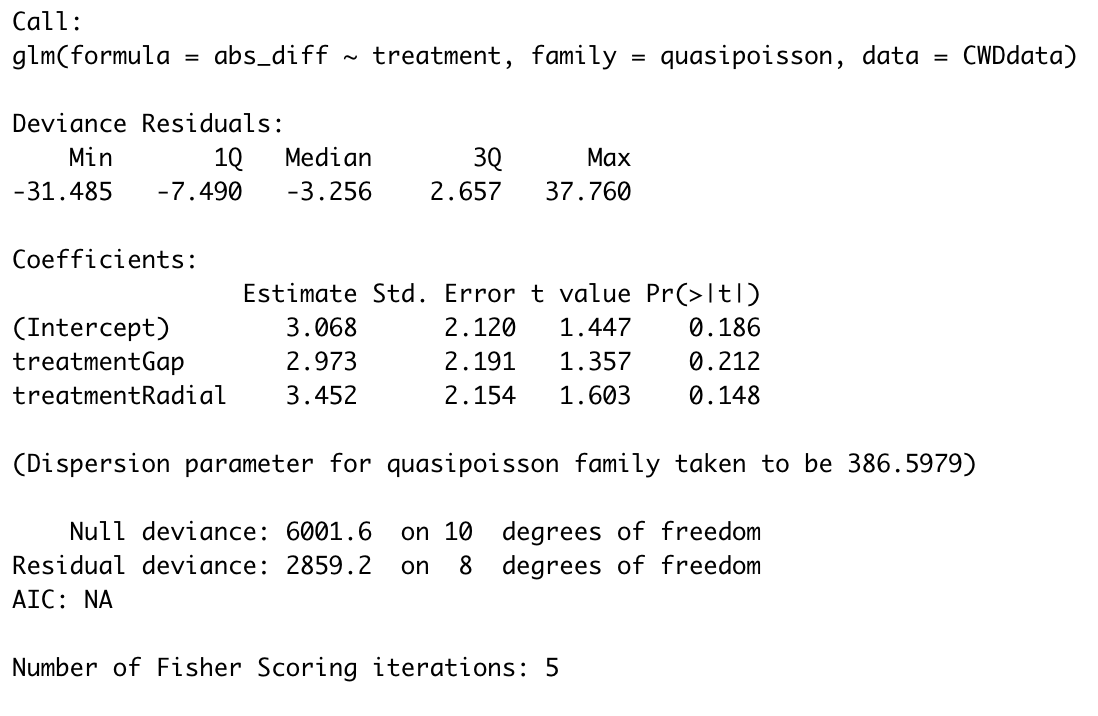 Call:
glm(formula = abs_diff ~ treatment, family = quasipoisson, data = CWDdata)

Deviance Residuals:
    Min      1Q   Median      3Q      Max
-31.485  -7.490   -3.256   2.657   37.760

Coefficients:
                Estimate Std. Error t value Pr(>|t|)
(Intercept)        3.068      2.120   1.447    0.186
treatmentGap       2.973      2.191   1.357    0.212
treatmentRadial    3.452      2.154   1.603    0.148

(Dispersion parameter for quasipoisson family taken to be 386.5979)

    Null deviance: 6001.6  on 10  degrees of freedom
Residual deviance: 2859.2  on  8  degrees of freedom
AIC: NA

Number of Fisher Scoring iterations: 5